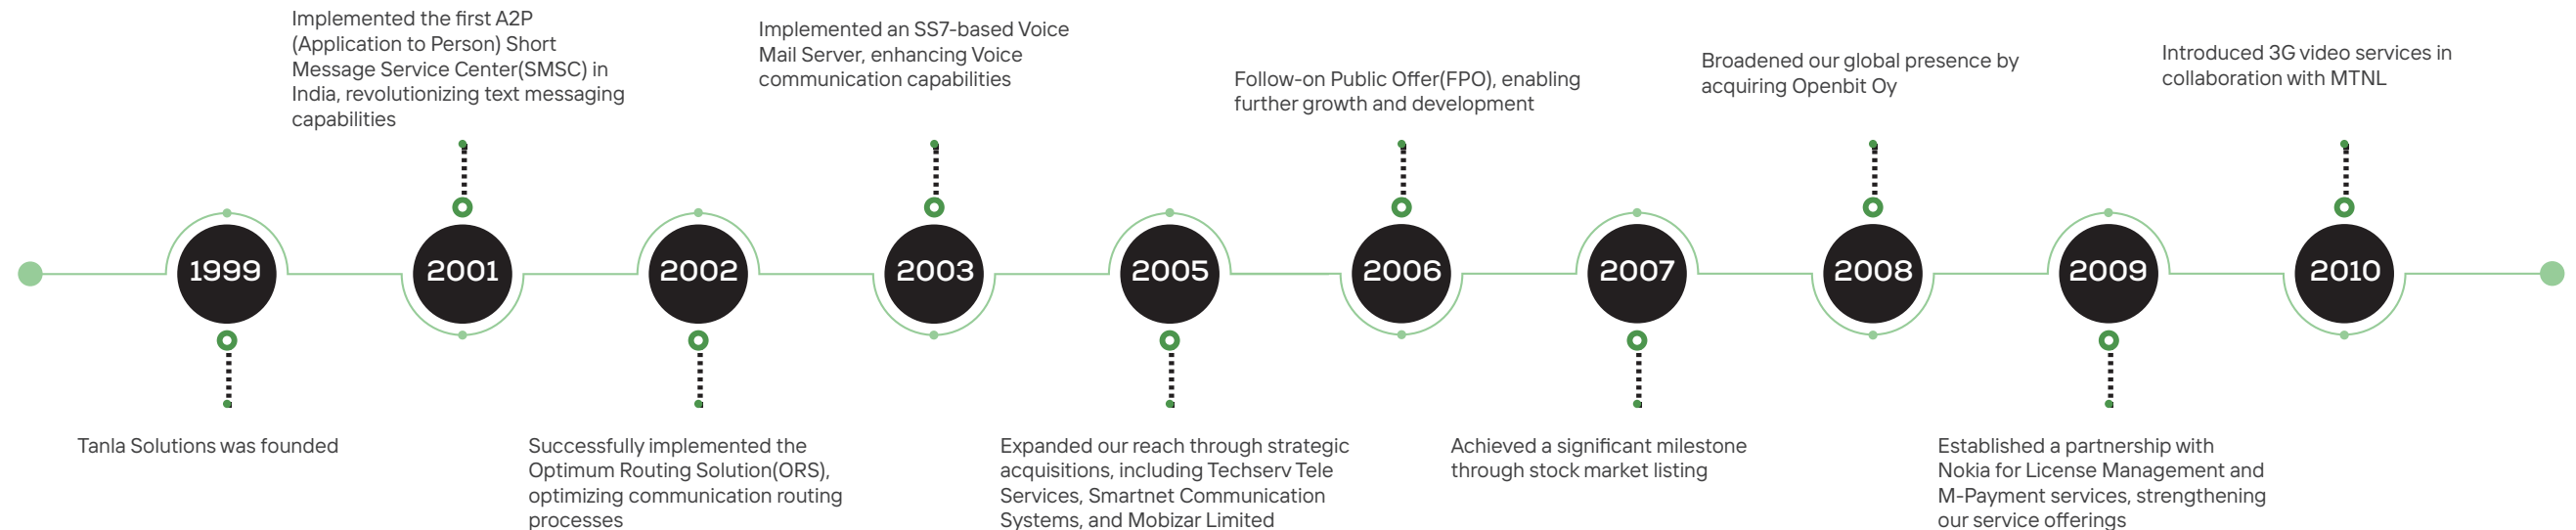 Implemented the first A2P
(Application to Person) Short
Message Service Center(SMSC) in
India, revolutionizing text messaging
capabilities
Implemented an SS7-based Voice
Mail Server, enhancing Voice
communication capabilities
Follow-on Public Offer(FPO), enabling
further growth and development
Broadened our global presence by
acquiring Openbit Oy
Introduced 3G video services in
collaboration with MTNL
1999
2001
2002
2003
2005
2006
2007
2008
2009
2010
Tanla Solutions was founded
Successfully implemented the
Optimum Routing Solution(ORS),
optimizing communication routing
processes
Expanded our reach through strategic
acquisitions, including Techserv Tele
Services, Smartnet Communication
Systems, and Mobizar Limited
Achieved a significant milestone
through stock market listing
Established a partnership with
Nokia for License Management and
M-Payment services, strengthening
our service offerings